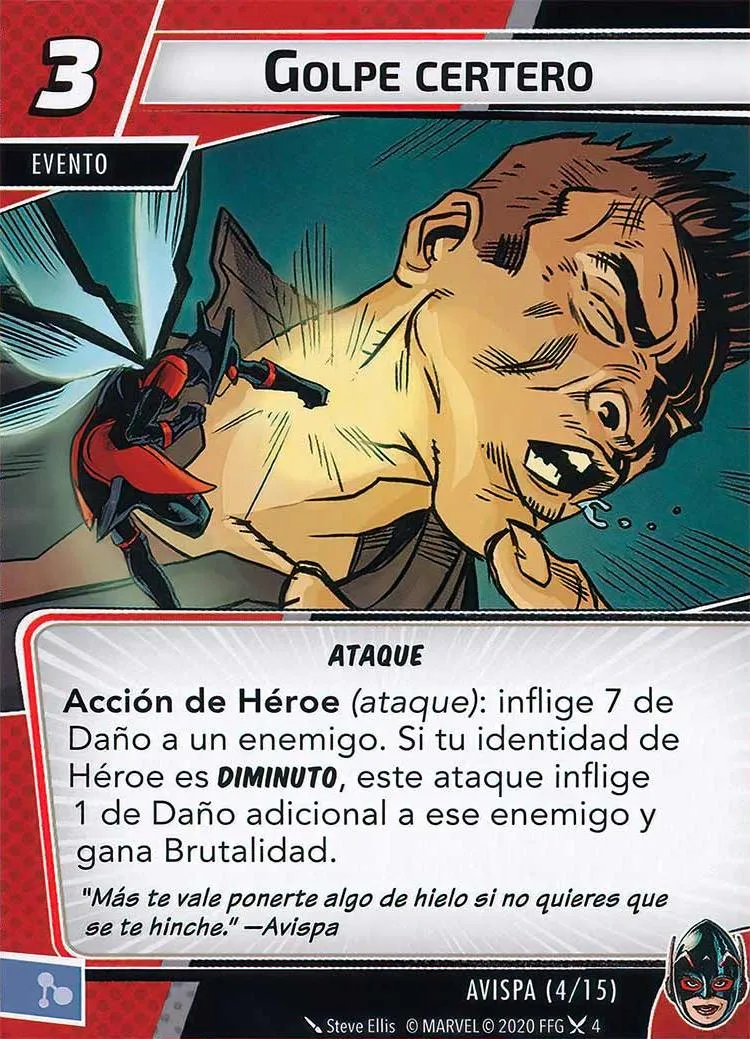 3
GOLPE CERTERO
EVENTO
ATAQUE
Acción de Héroe (ataque): inflige 7 de
Daño a un enemigo. Si tu identidad de
Héroe es DIMINUTO, este ataque inflige
1 de Daño adicional a ese enemigo y
gana Brutalidad.
"Más te vale ponerte algo de hielo si no quieres que
se te hinche." —Avispa
AVISPA (4/15)
Steve Ellis © MARVEL © 2020 FFG 4